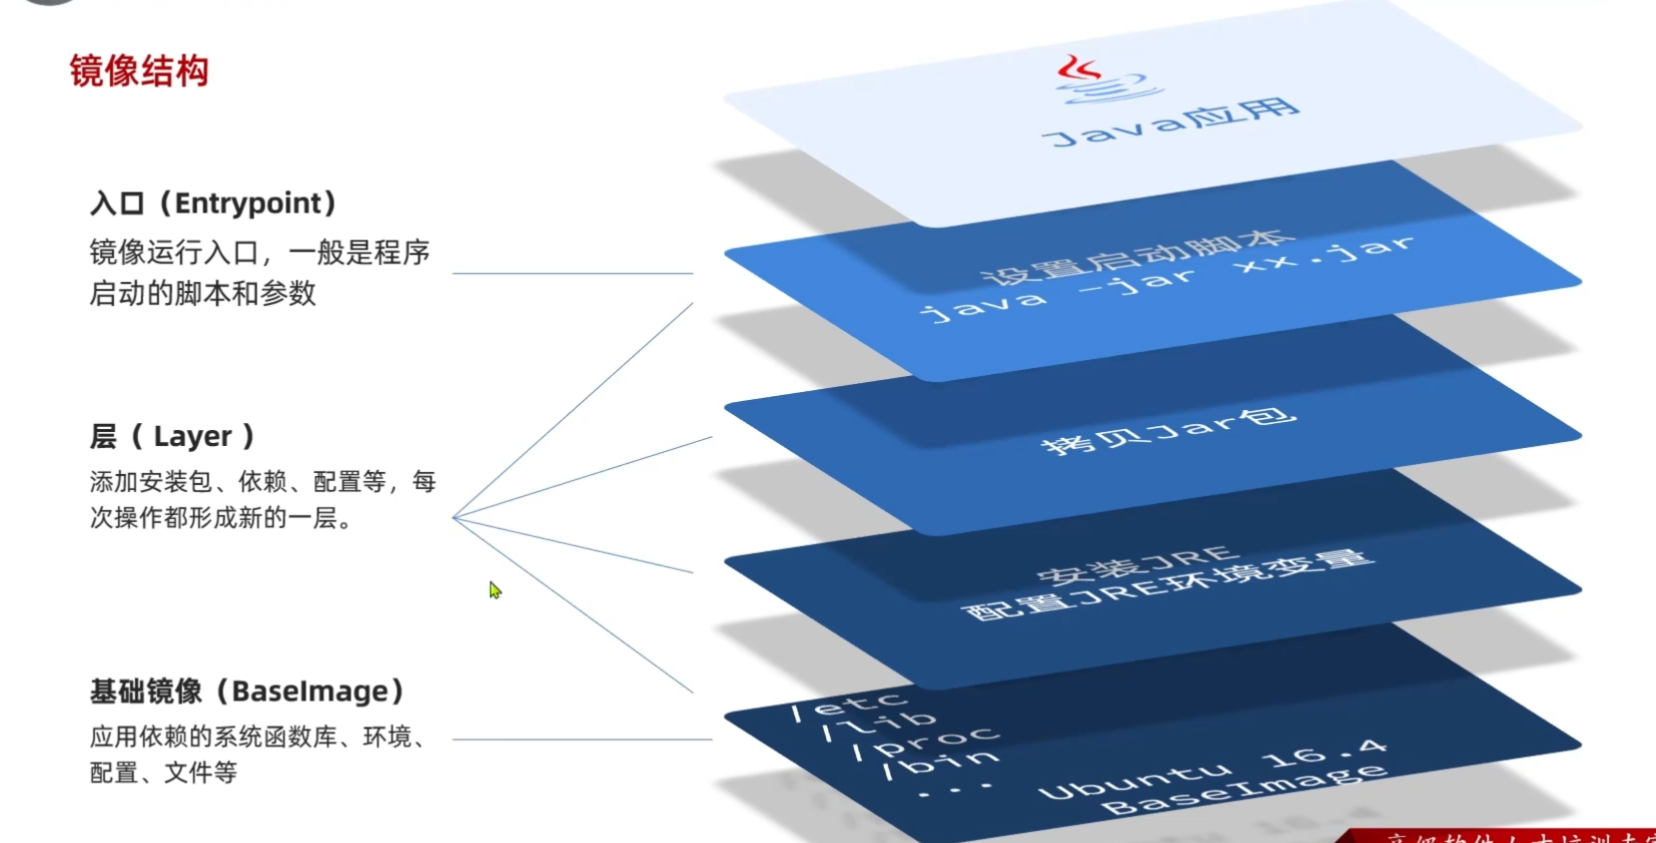 镜像结构
入口（Entrypoint）
镜像运行入口，一般是程序
启动的脚本和参数
层（ Layer ）
添加安装包、依赖、配置等，每
次操作都形成新的一层。
基础镜像（BaseImage）
应用依赖的系统函数库、环境、
配置、文件等
Java应用
设置启动脚本
java -jar xx.jar
拷贝Jar包
安装JRE
配置JRE环境变量
/etc
/lib
/proc
/bin
...
Ubuntu 16.4
BaseImage